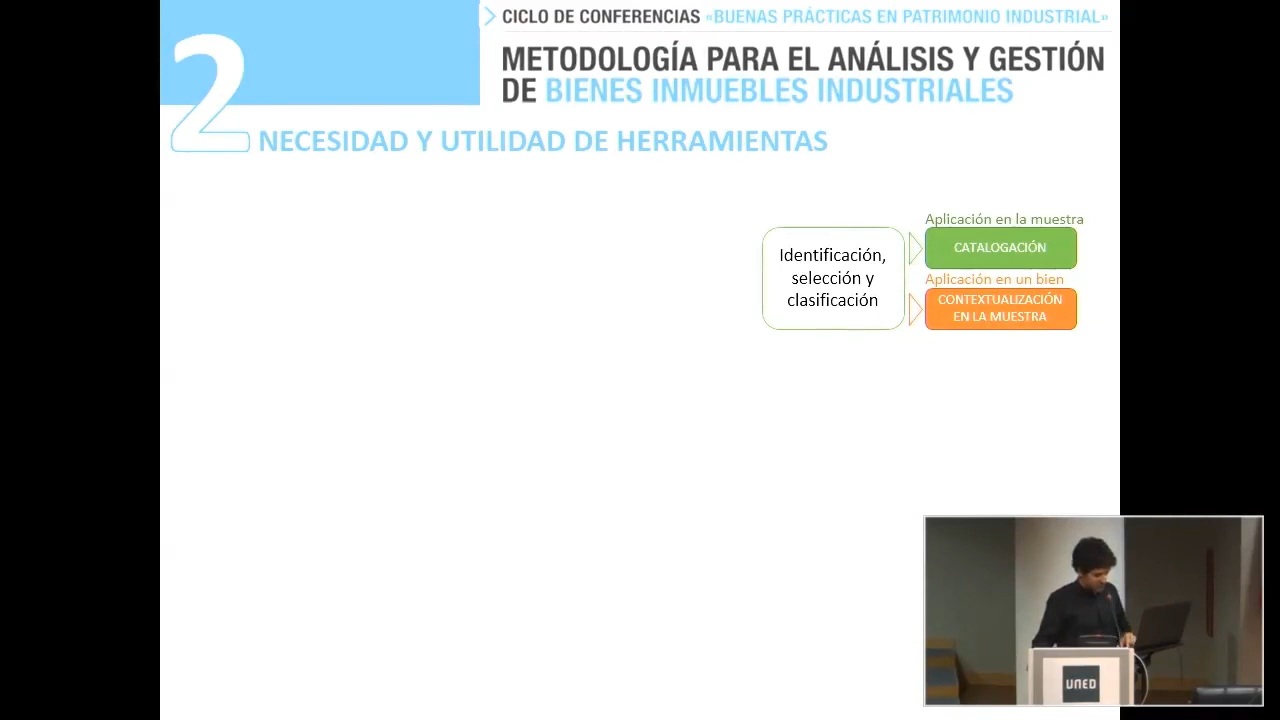 CICLO DE CONFERENCIAS «BUENAS PRÁCTICAS EN PATRIMONIO INDUSTRIAL»
METODOLOGÍA PARA EL ANÁLISIS Y GESTIÓN
DE BIENES INMUEBLES INDUSTRIALES
2 NECESIDAD Y UTILIDAD DE HERRAMIENTAS
Identificación,
selección y
clasificación
Aplicación en la muestra
CATALOGACIÓN
Aplicación en un bien
CONTEXTUALIZACIÓN
EN LA MUESTRA
UNED